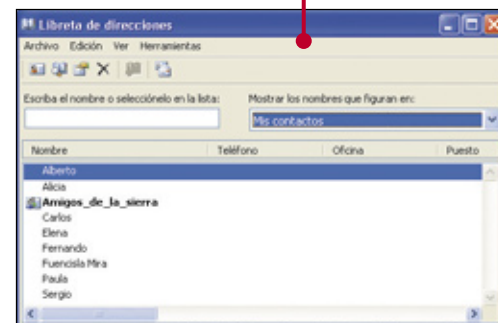 Libreta de direcciones
Archivo Edición Ver Herramientas
Escriba el nombre o selecciónelo en la lista: Mostrar los nombres que figuran en:
Mis contactos
Nombre Teléfono Oficina Puesto
Alberto
Alicia
Amigos_de_la_sierra
Carlos
Elena
Fernando
Fuencisla Mira
Paula
Sergio